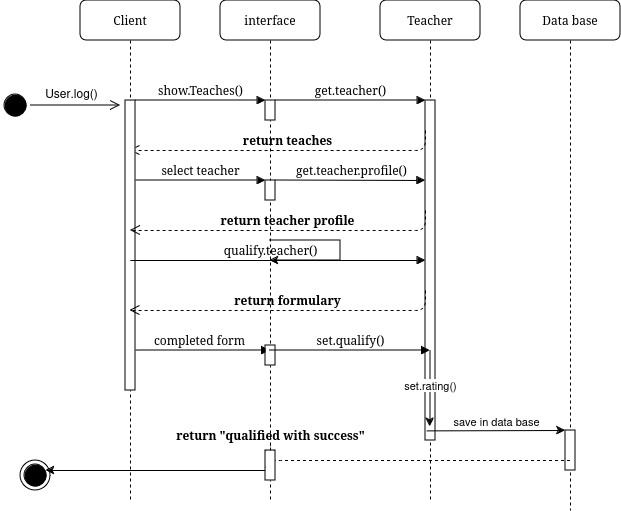 Client
interface
Teacher
Data base
User.log()
show.Teaches()
get.teacher()
return teaches
select teacher
get.teacher.profile()
return teacher profile
qualify.teacher()
return formulary
completed form
set.qualify()
set.rating()
save in data base
return "qualified with success"